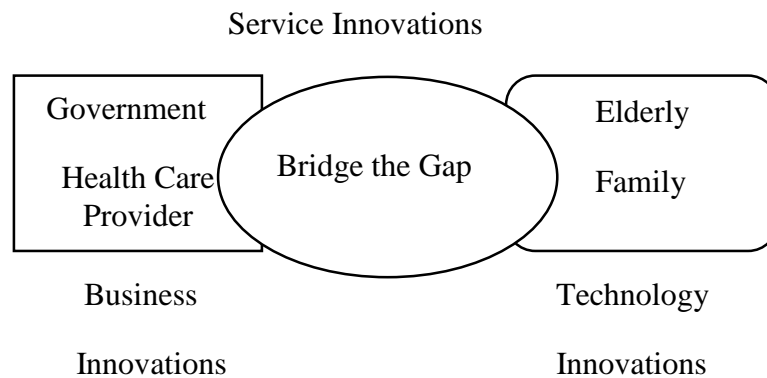 Service Innovations
Government
Health Care
Provider
Bridge the Gap
Elderly
Family
Business
Innovations
Technology
Innovations